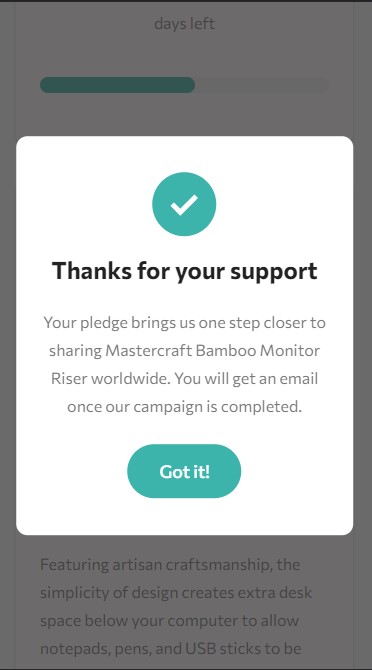 days left
Thanks for your support
Your pledge brings us one step closer to
sharing Mastercraft Bamboo Monitor
Riser worldwide. You will get an email
once our campaign is completed.
Got it!
Featuring artisan craftsmanship, the
simplicity of design creates extra desk
space below your computer to allow
notepads, pens, and USB sticks to be